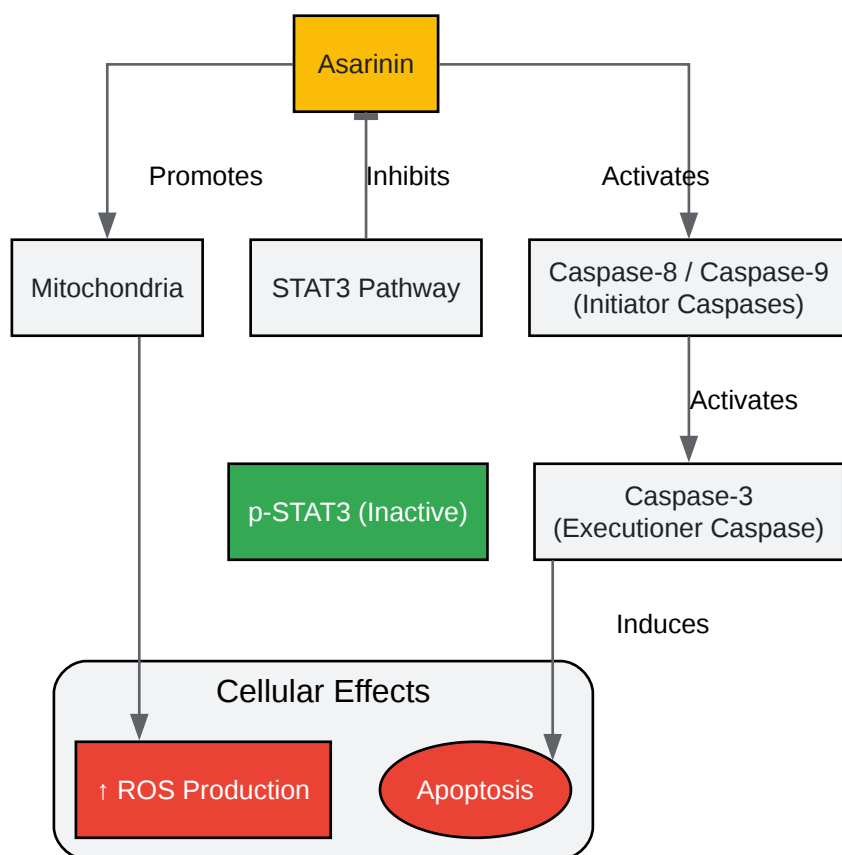 Asarinin
Promotes
Inhibits
Activates
Mitochondria
STAT3 Pathway
Caspase-8 / Caspase-9
(Initiator Caspases)
Activates
p-STAT3 (Inactive)
Caspase-3
(Executioner Caspase)
Induces
Cellular Effects
↑ ROS Production
Apoptosis